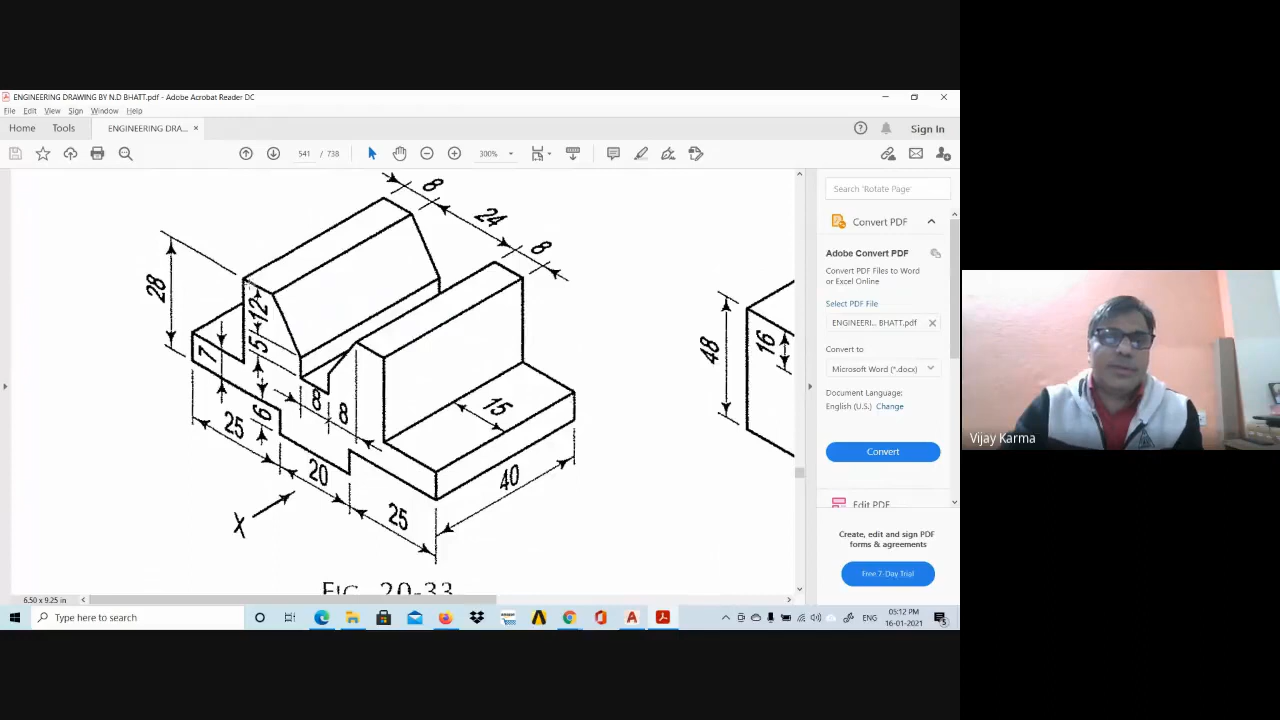 ENGINEERING DRAWING BY N.D BHATT.pdf - Adobe Acrobat Reader DC
File Edit View Sign Window Help
Home Tools ENGINEERING DRA... × Sign In
541 / 738 300%
8
24
8
28
12
5
7
6
8 8
15
25
20
25
40
X
FIG. 20-33
48
16
Search 'Rotate Page'
Convert PDF
Adobe Convert PDF
Convert PDF Files to Word
or Excel Online
Select PDF File
ENGINEERI... BHATT.pdf
Convert to
Microsoft Word (*.docx)
Document Language:
English (U.S.) Change
Convert
Edit PDF
Create, edit and sign PDF
forms & agreements
Free 7-Day Trial
Vijay Karma
6.50 x 9.25 in
Type here to search
ENG
05:12 PM
16-01-2021
5